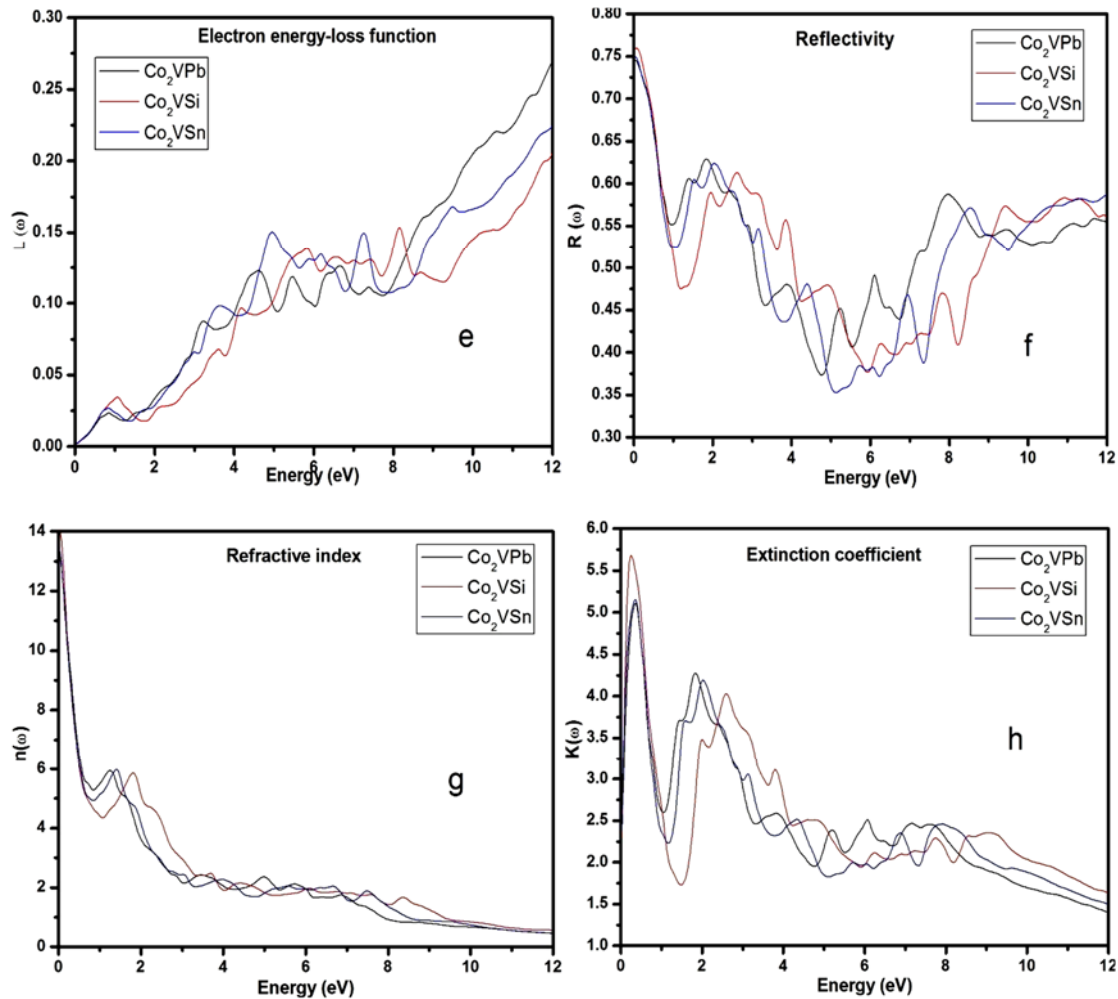 Electron energy-loss function
Co2VPb
Co2VSi
Co2VSn
0.30
0.25
0.20
0.15
0.10
0.05
0.00
L (ω)
e
0 2 4 6 8 10 12
Energy (eV)
Reflectivity
Co2VPb
Co2VSi
Co2VSn
0.80
0.75
0.70
0.65
0.60
0.55
0.50
0.45
0.40
0.35
0.30
R (ω)
f
0 2 4 6 8 10 12
Energy (eV)
Refractive index
Co2VPb
Co2VSi
Co2VSn
14
12
10
8
6
4
2
0
n(ω)
g
0 2 4 6 8 10 12
Energy (eV)
Extinction coefficient
Co2VPb
Co2VSi
Co2VSn
6.0
5.5
5.0
4.5
4.0
3.5
3.0
2.5
2.0
1.5
1.0
K(ω)
h
0 2 4 6 8 10 12
Energy (eV)